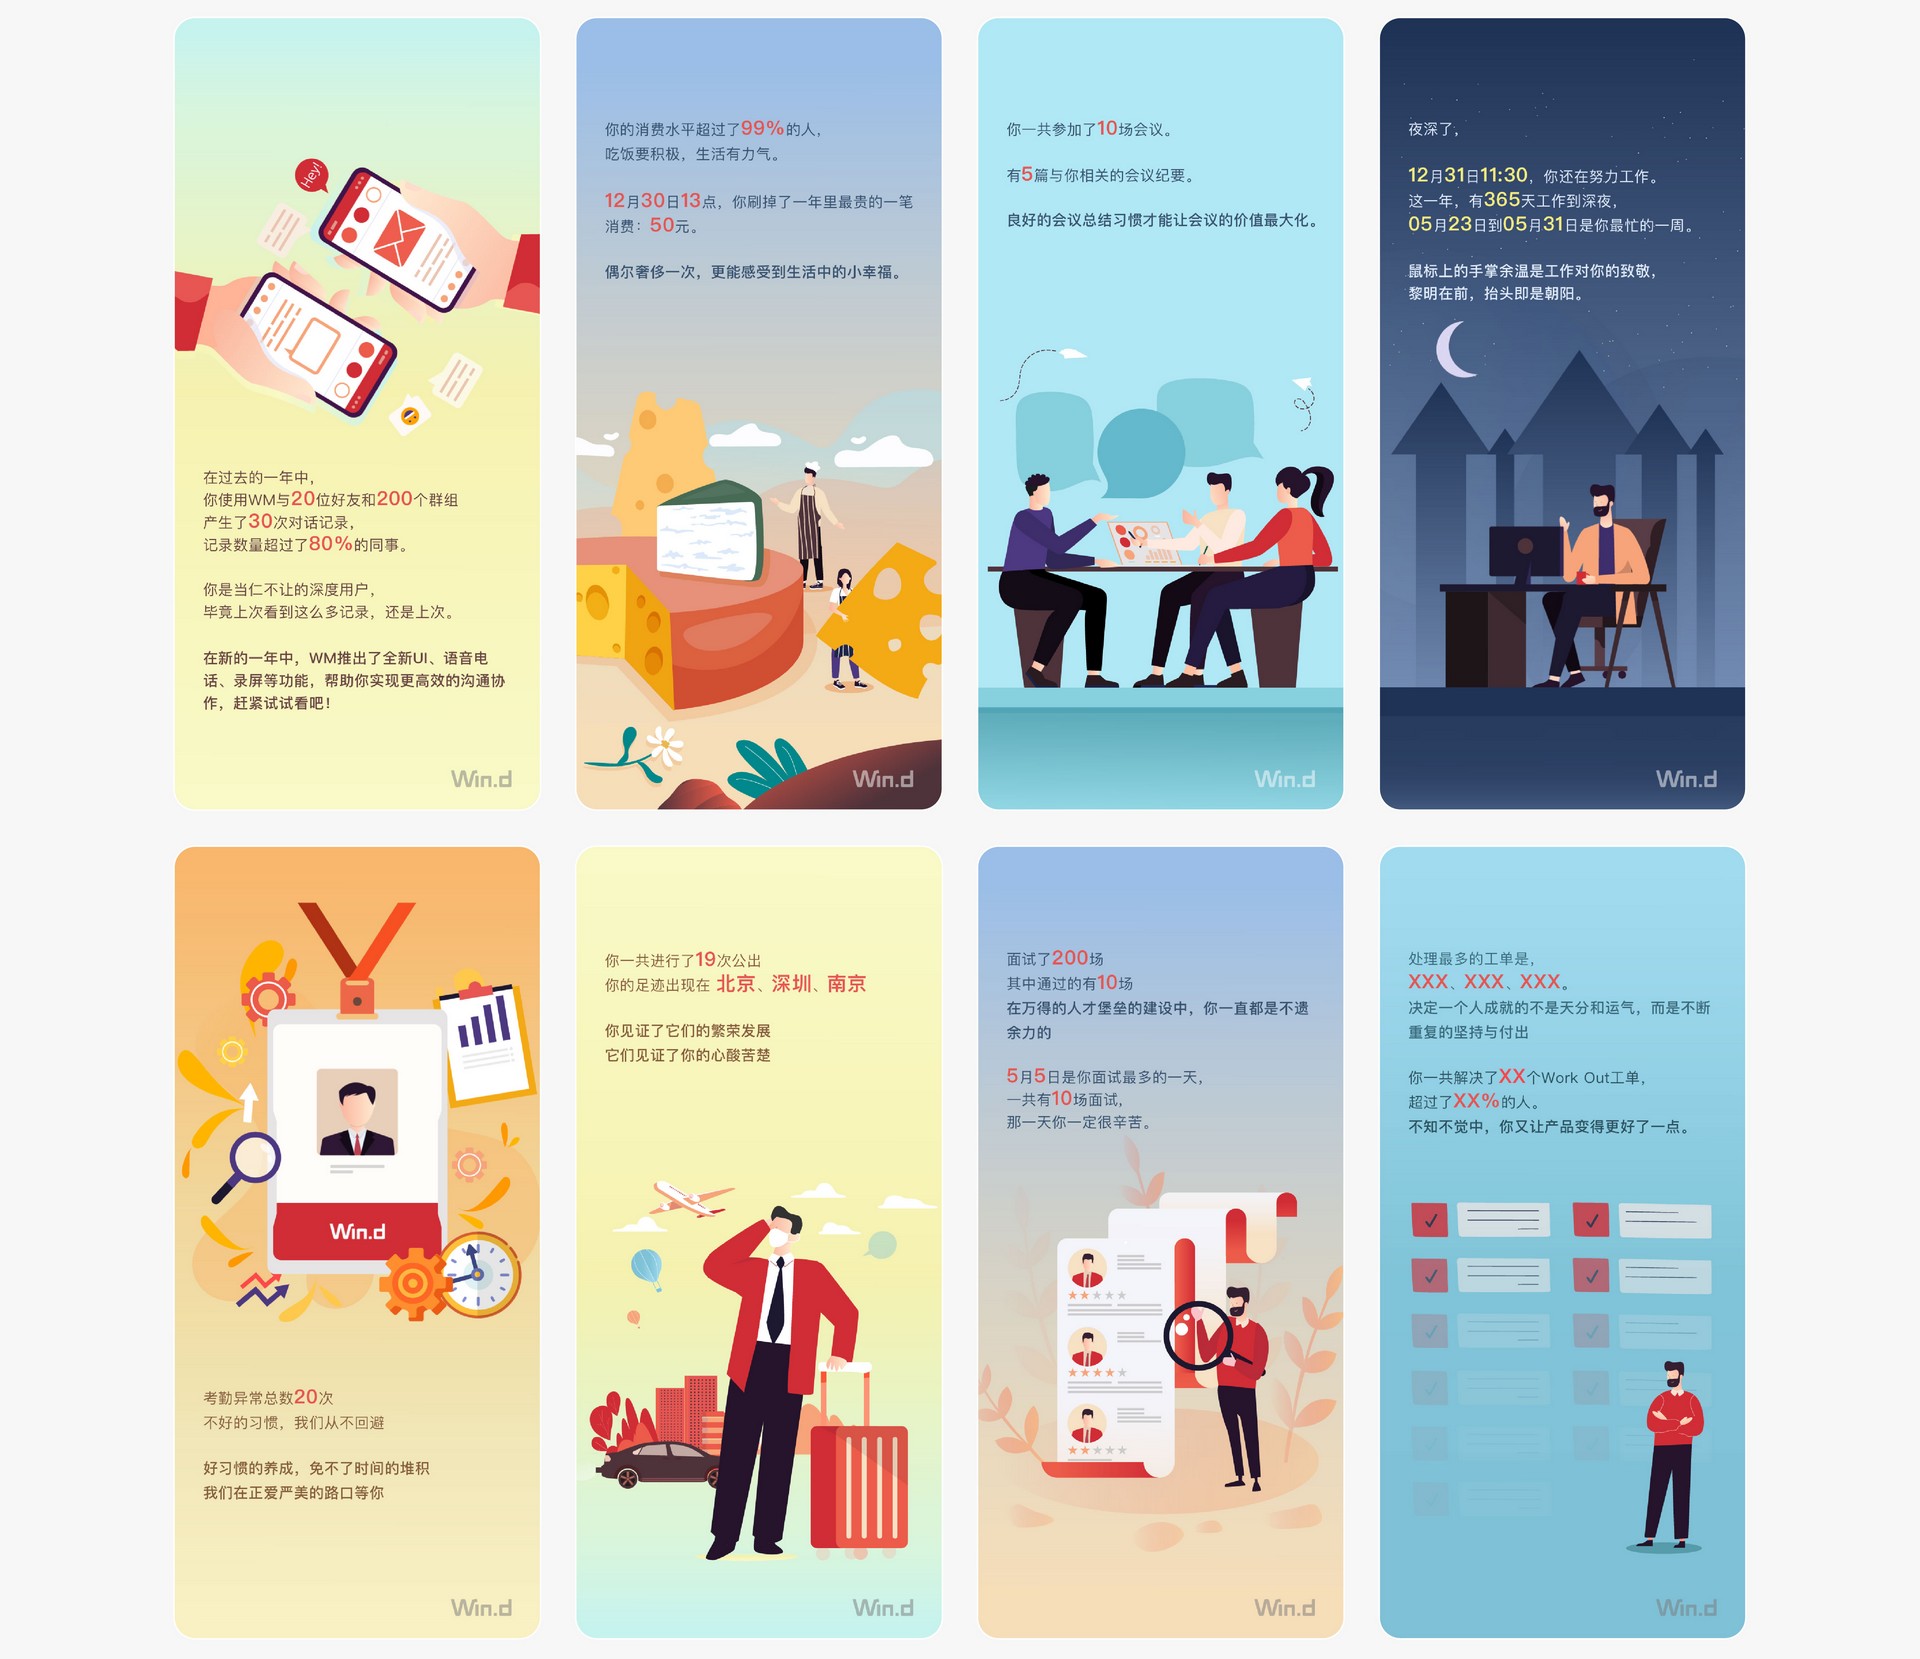 Hey!
在过去的一年中，
你使用WM与20位好友和200个群组
产生了30次对话记录，
记录数量超过了80%的同事。
你是当仁不让的深度用户，
毕竟上次看到这么多记录，还是上次。
在新的一年中，WM推出了全新UI、语音电
话、录屏等功能，帮助你实现更高效的沟通协
作，赶紧试试看吧！
Win.d
你的消费水平超过了99%的人，
吃饭要积极，生活有力气。
12月30日13点，你刷掉了一年里最贵的一笔
消费：50元。
偶尔奢侈一次，更能感受到生活中的小幸福。
Win.d
你一共参加了10场会议。
有5篇与你相关的会议纪要。
良好的会议总结习惯才能让会议的价值最大化。
Win.d
夜深了，
12月31日11:30，你还在努力工作。
这一年，有365天工作到深夜，
05月23日到05月31日是你最忙的一周。
鼠标上的手掌余温是工作对你的致敬，
黎明在前，抬头即是朝阳。
Win.d
Win.d
考勤异常总数20次
不好的习惯，我们从不回避
好习惯的养成，免不了时间的堆积
我们在正爱严美的路口等你
Win.d
你一共进行了19次公出
你的足迹出现在 北京、深圳、南京
你见证了它们的繁荣发展
它们见证了你的心酸苦楚
Win.d
面试了200场
其中通过的有10场
在万得的人才堡垒的建设中，你一直都是不遗
余力的
5月5日是你面试最多的一天，
一共有10场面试，
那一天你一定很辛苦。
Win.d
处理最多的工单是，
XXX、XXX、XXX。
决定一个人成就的不是天分和运气，而是不断
重复的坚持与付出
你一共解决了XX个Work Out工单，
超过了XX%的人。
不知不觉中，你又让产品变得更好了一点。
Win.d